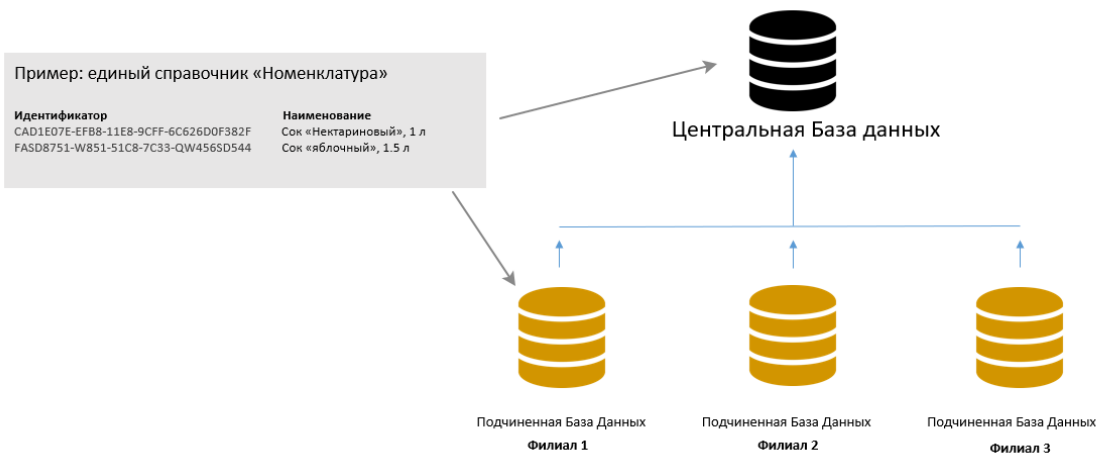 Пример: единый справочник «Номенклатура»
Идентификатор Наименование
CAD1E07E-EFB8-11E8-9CFF-6C626D0F382F Сок «Нектариновый», 1 л
FASD8751-W851-51C8-7C33-QW456SD544 Сок «яблочный», 1.5 л
Центральная База данных
Подчиненная База Данных Подчиненная База Данных Подчиненная База Данных
Филиал 1 Филиал 2 Филиал 3